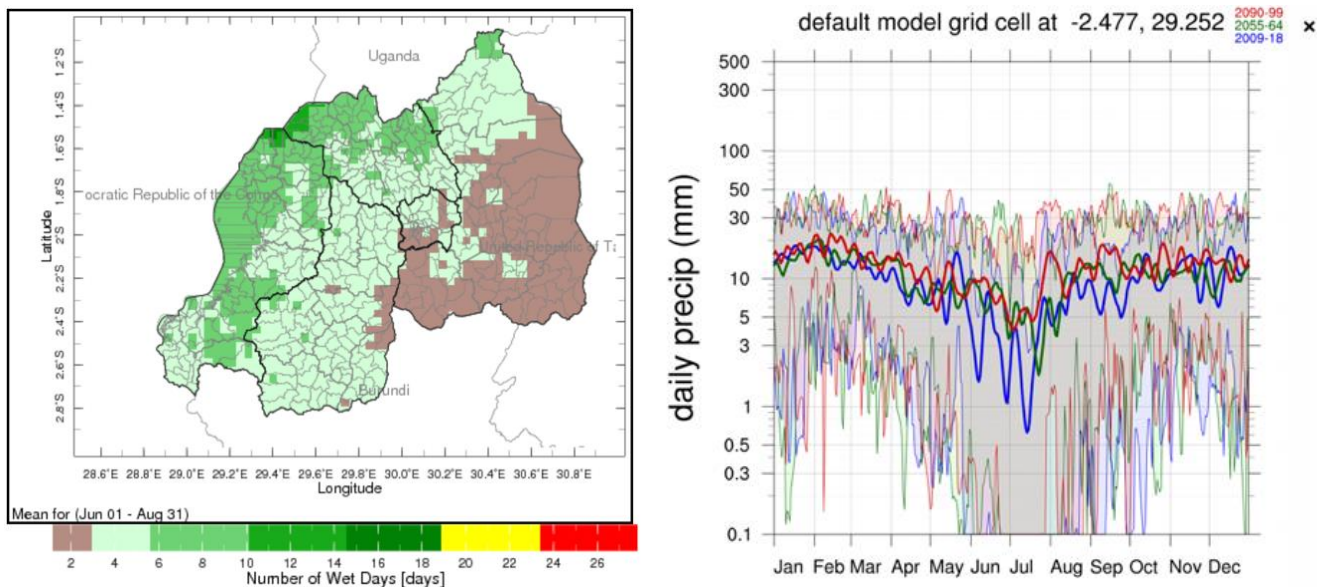 Uganda
ocratic Republic of the Congo
United Republic of Ta
Burundi
1.2°S
1.4°S
1.6°S
1.8°S
2°S
2.2°S
2.4°S
2.6°S
2.8°S
Latitude
28.6°E 28.8°E 29.0°E 29.2°E 29.4°E 29.6°E 29.8°E 30.0°E 30.2°E 30.4°E 30.6°E 30.8°E
Longitude
Mean for (Jun 01 - Aug 31)
2 4 6 8 10 12 14 16 18 20 22 24 26
Number of Wet Days [days]
default model grid cell at -2.477, 29.252
2090-99
2055-64
2009-18
×
daily precip (mm)
500
300
100
50
30
10
5
3
1
0.5
0.3
0.1
Jan Feb Mar Apr May Jun Jul Aug Sep Oct Nov Dec